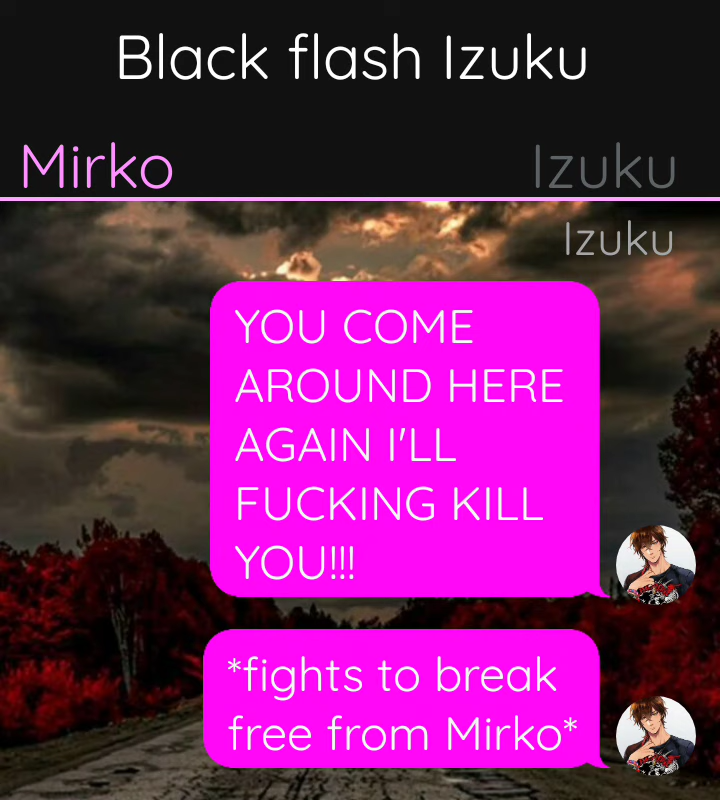 Black flash Izuku
Mirko
Izuku
Izuku
YOU COME
AROUND HERE
AGAIN I'LL
FUCKING KILL
YOU!!!
*fights to break
free from Mirko*